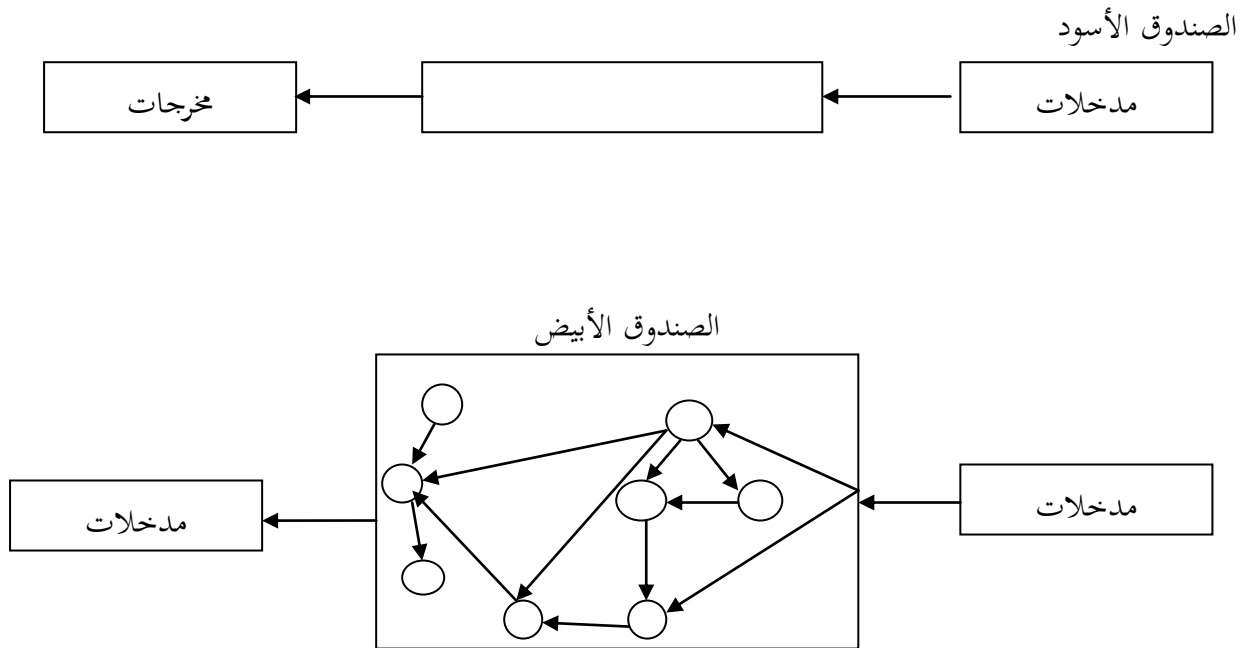 الصندوق الأسود
مدخلات
مخرجات
الصندوق الأبيض
مدخلات
مدخلات